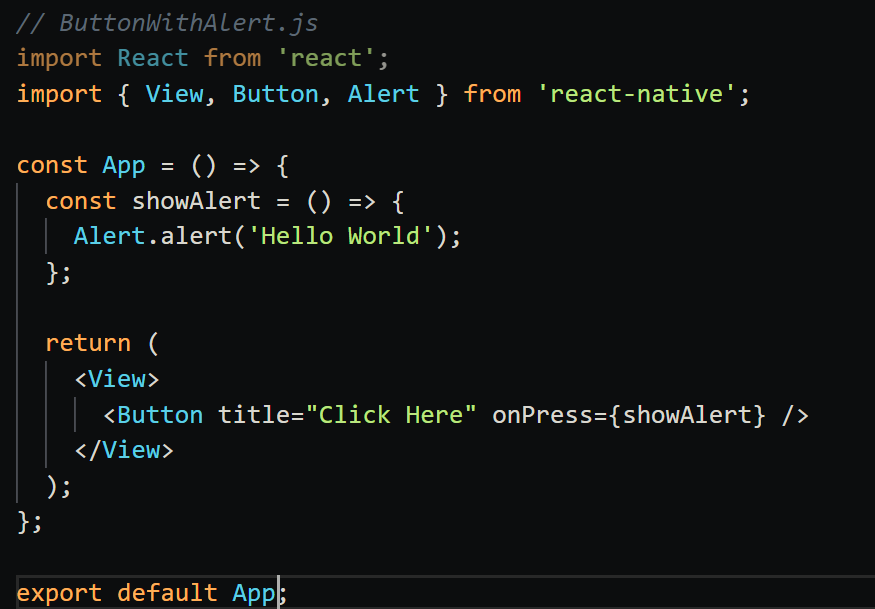 // ButtonWithAlert.js
import React from 'react';
import { View, Button, Alert } from 'react-native';

const App = () => {
  const showAlert = () => {
    Alert.alert('Hello World');
  };

  return (
    <View>
      <Button title="Click Here" onPress={showAlert} />
    </View>
  );
};

export default App;